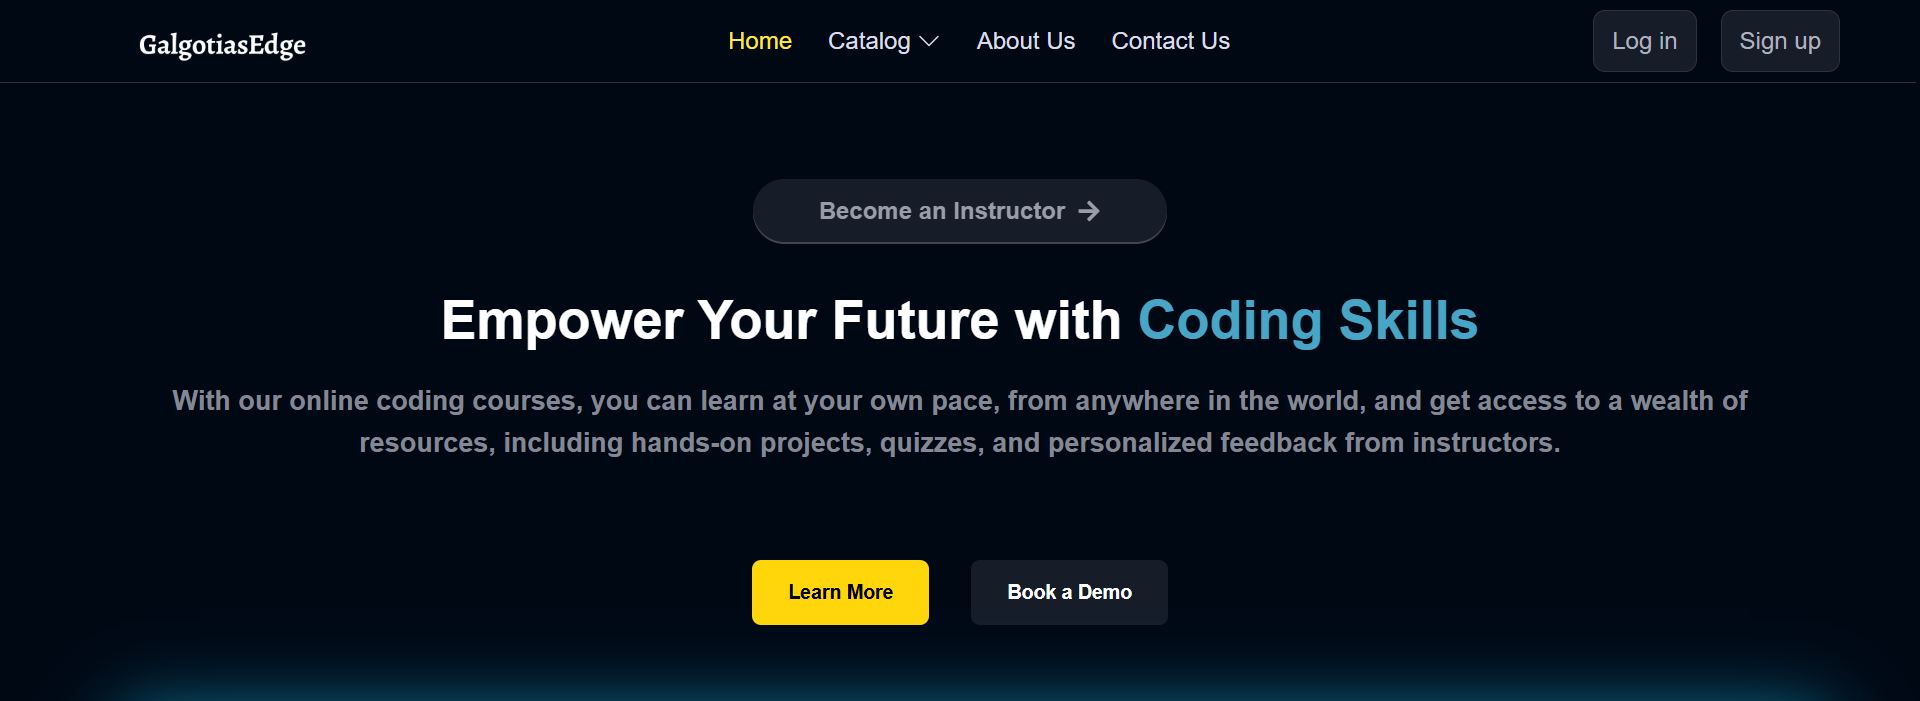 GalgotiasEdge
Home Catalog About Us Contact Us
Log in Sign up
Become an Instructor →
Empower Your Future with Coding Skills
With our online coding courses, you can learn at your own pace, from anywhere in the world, and get access to a wealth of
resources, including hands-on projects, quizzes, and personalized feedback from instructors.
Learn More Book a Demo